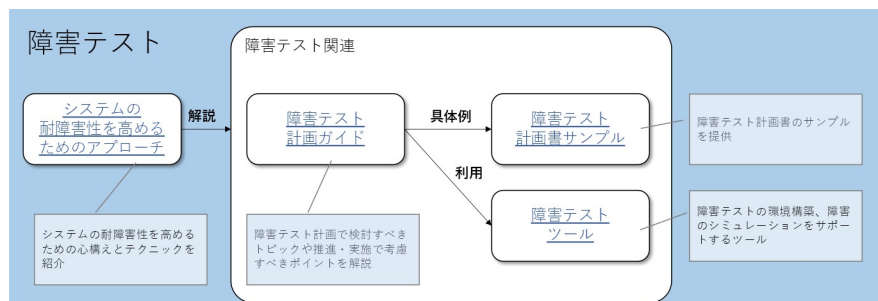 障害テスト
障害テスト関連
システムの
耐障害性を高める
ためのアプローチ
解説
障害テスト
計画ガイド
具体例
障害テスト
計画書サンプル
障害テスト計画書のサンプル
を提供
利用
障害テスト
ツール
障害テストの環境構築、障害
のシミュレーションをサポー
トするツール
システムの耐障害性を高める
ための心構えとテクニックを
紹介
障害テスト計画で検討すべき
トピックや推進・実施で考慮
すべきポイントを解説